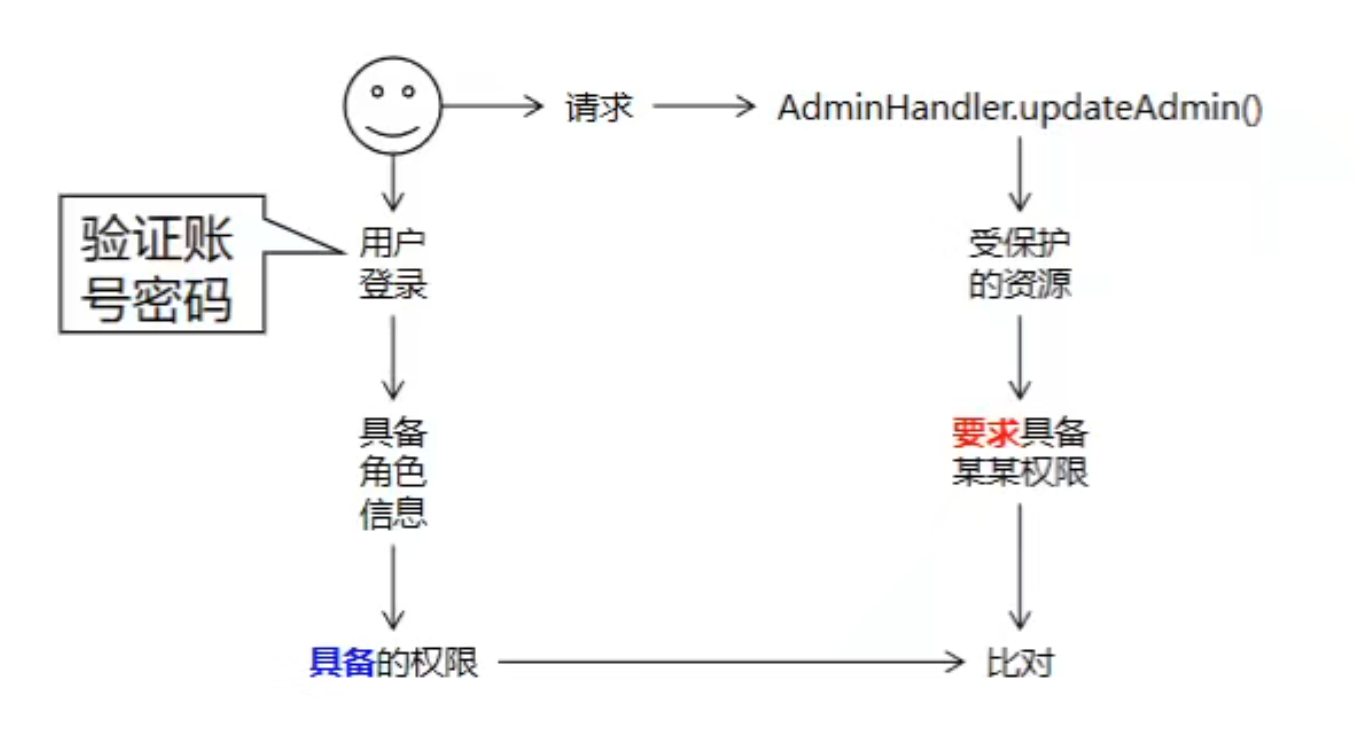 请求
AdminHandler.updateAdmin()
验证账
号密码
用户
登录
受保护
的资源
具备
角色
信息
要求具备
某某权限
具备的权限
比对